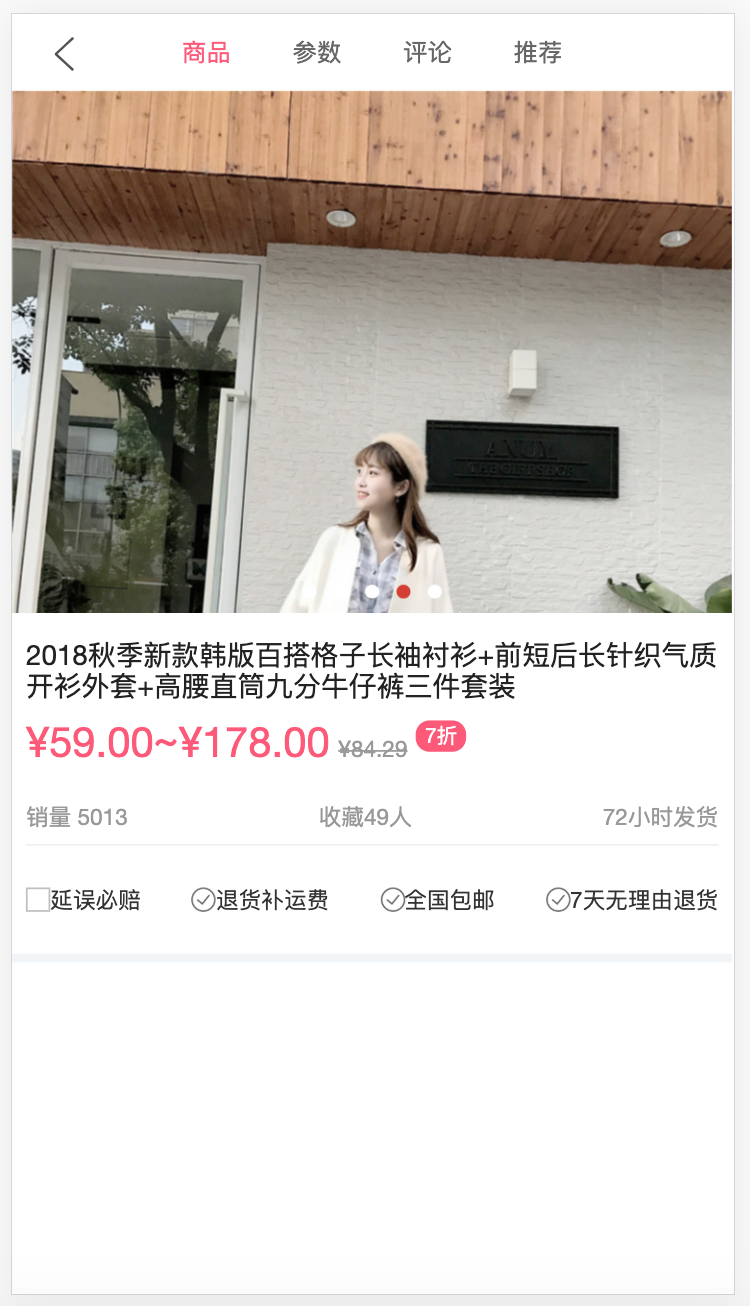 商品 参数 评论 推荐
ANUM
THE GIFT SHOP
2018秋季新款韩版百搭格子长袖衬衫+前短后长针织气质
开衫外套+高腰直筒九分牛仔裤三件套装
¥59.00~¥178.00 ¥84.29 7折
销量 5013 收藏49人 72小时发货
延误必赔 退货补运费 全国包邮 7天无理由退货